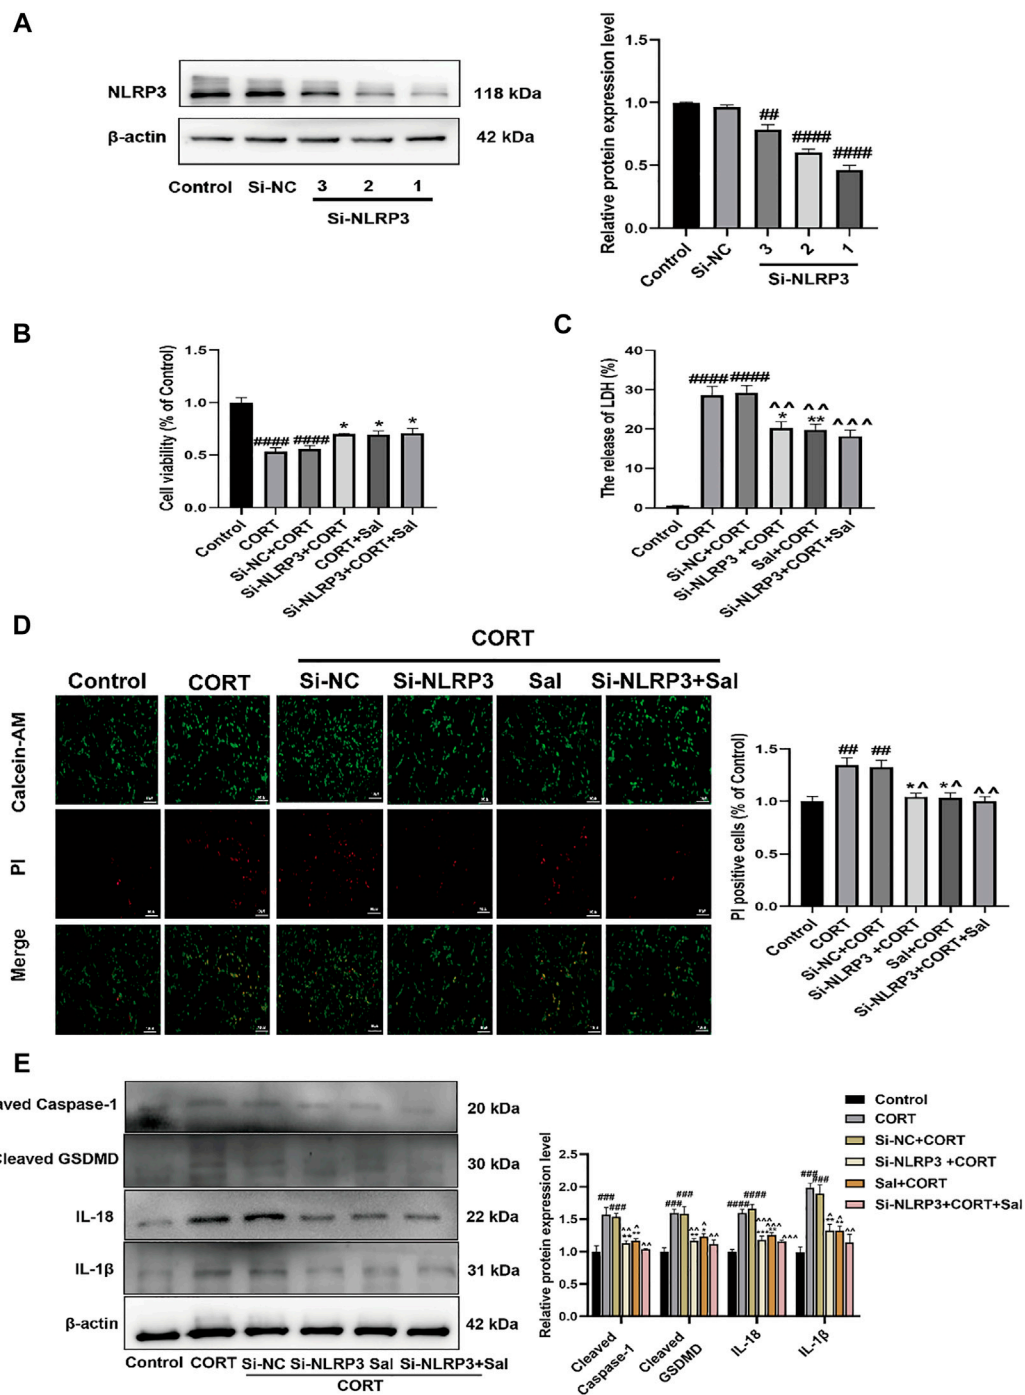 A
NLRP3
118 kDa
β-actin
42 kDa
Control Si-NC 3 2 1
Si-NLRP3
Relative protein expression level
1.5
1.0
0.5
0.0
##
####
####
Control
Si-NC
3
2
1
Si-NLRP3
B
Cell viability (% of Control)
1.5
1.0
0.5
0.0
#### #### * * *
Control
CORT
Si-NC+CORT
Si-NLRP3+CORT
CORT+Sal
Si-NLRP3+CORT+Sal
C
The release of LDH (%)
40
30
20
10
0
#### ####
^^ ^^ ^^^
* **
Control
CORT
Si-NC+CORT
Si-NLRP3 +CORT
Sal+CORT
Si-NLRP3+CORT+Sal
D
CORT
Control CORT Si-NC Si-NLRP3 Sal Si-NLRP3+Sal
Calcein-AM
PI
Merge
PI positive cells (% of Control)
1.5
1.0
0.5
0.0
## ##
*^ *^ ^^
Control
CORT
Si-NC+CORT
Si-NLRP3 +CORT
Sal+CORT
Si-NLRP3+CORT+Sal
E
aved Caspase-1
20 kDa
Cleaved GSDMD
30 kDa
IL-18
22 kDa
IL-1β
31 kDa
β-actin
42 kDa
Control CORT Si-NC Si-NLRP3 Sal Si-NLRP3+Sal
CORT
Relative protein expression level
2.5
2.0
1.5
1.0
0.5
0.0
### ### ### ### #### #### ### ###
Cleaved
Caspase-1
Cleaved
GSDMD
IL-18
IL-1β
Control
CORT
Si-NC+CORT
Si-NLRP3 +CORT
Sal+CORT
Si-NLRP3+CORT+Sal